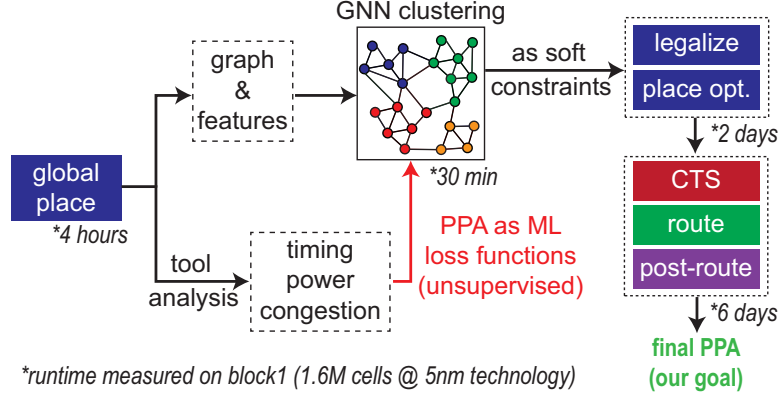 GNN clustering
graph
&
features
as soft
constraints
legalize
place opt.
*2 days
global
place
*4 hours
*30 min
tool
analysis
timing
power
congestion
PPA as ML
loss functions
(unsupervised)
CTS
route
post-route
*6 days
final PPA
(our goal)
*runtime measured on block1 (1.6M cells @ 5nm technology)